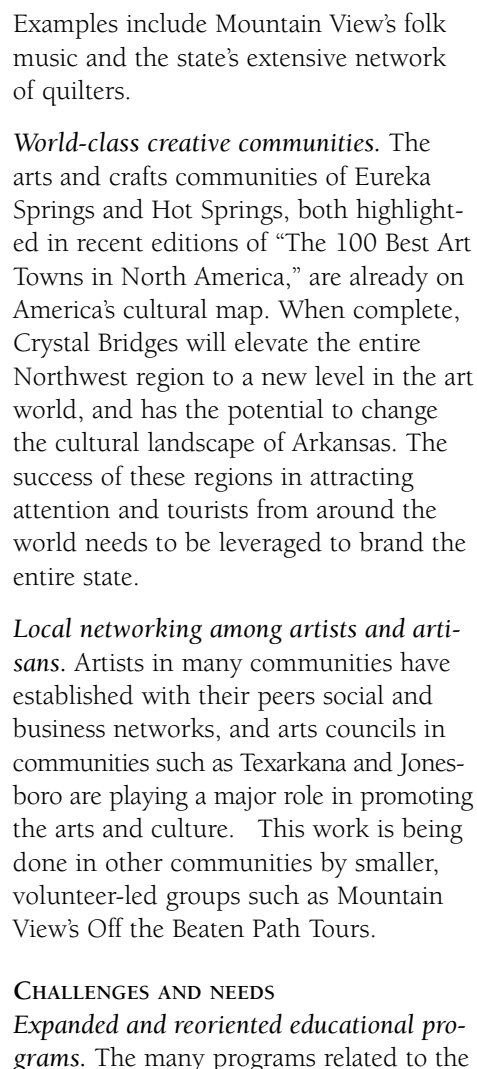 Examples include Mountain View's folk
music and the state's extensive network
of quilters.
World-class creative communities. The
arts and crafts communities of Eureka
Springs and Hot Springs, both highlight-
ed in recent editions of “The 100 Best Art
Towns in North America,” are already on
America's cultural map. When complete,
Crystal Bridges will elevate the entire
Northwest region to a new level in the art
world, and has the potential to change
the cultural landscape of Arkansas. The
success of these regions in attracting
attention and tourists from around the
world needs to be leveraged to brand the
entire state.
Local networking among artists and arti-
sans. Artists in many communities have
established with their peers social and
business networks, and arts councils in
communities such as Texarkana and Jones-
boro are playing a major role in promoting
the arts and culture.   This work is being
done in other communities by smaller,
volunteer-led groups such as Mountain
View's Off the Beaten Path Tours.
CHALLENGES AND NEEDS
Expanded and reoriented educational pro-
grams. The many programs related to the